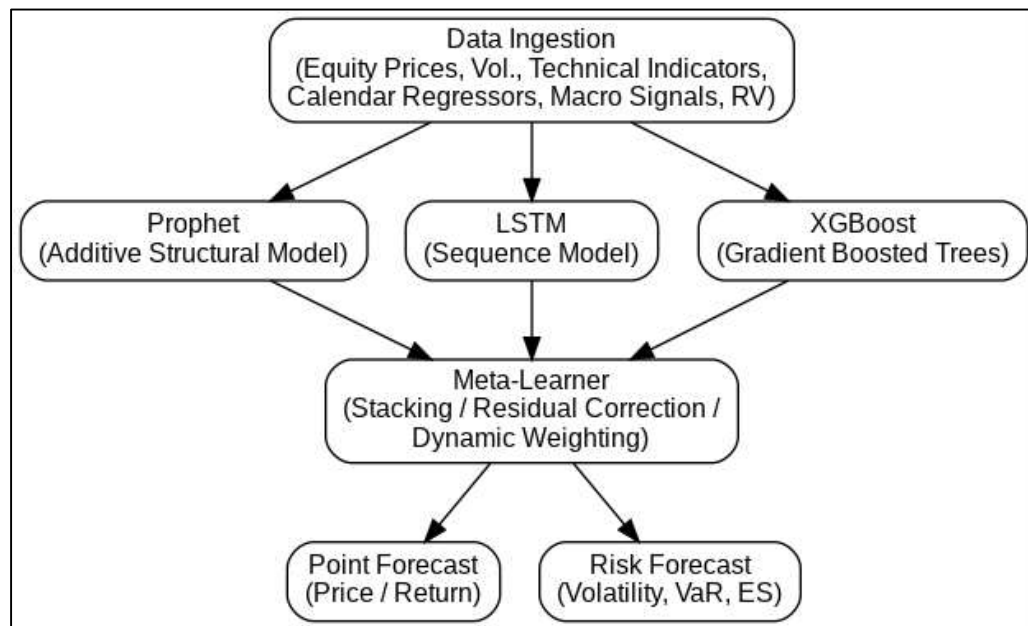 Data Ingestion
(Equity Prices, Vol., Technical Indicators,
Calendar Regressors, Macro Signals, RV)
Prophet
(Additive Structural Model)
LSTM
(Sequence Model)
XGBoost
(Gradient Boosted Trees)
Meta-Learner
(Stacking / Residual Correction /
Dynamic Weighting)
Point Forecast
(Price / Return)
Risk Forecast
(Volatility, VaR, ES)